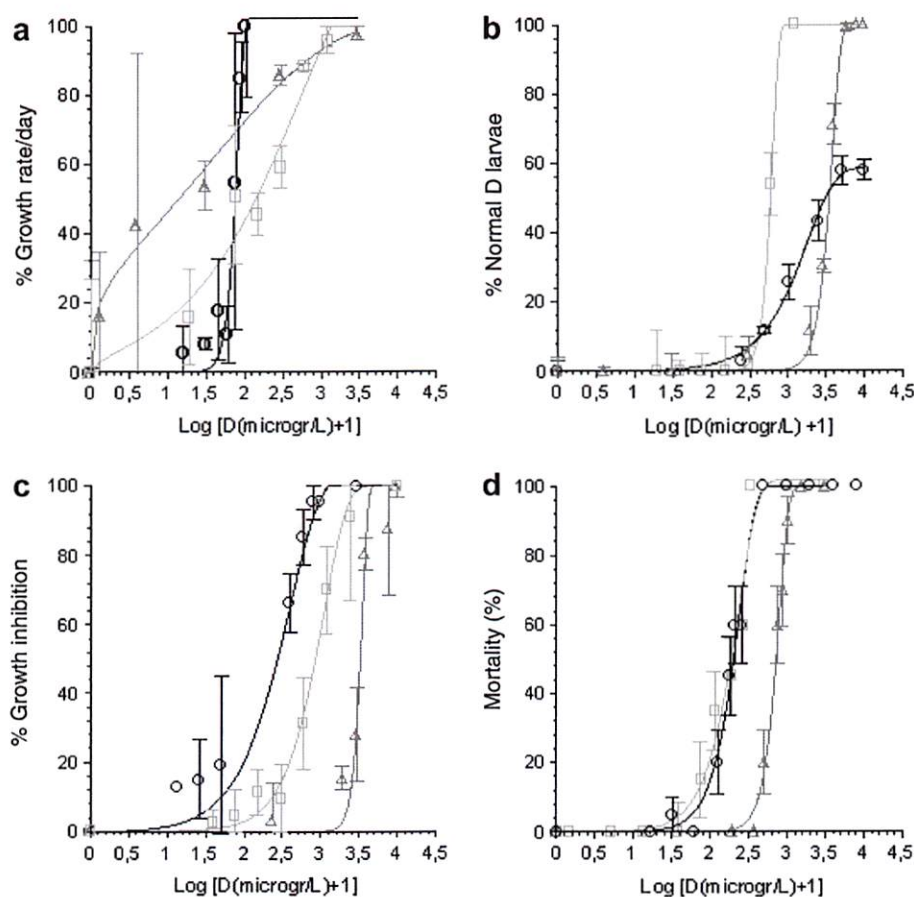 a
% Growth rate/day
100
80
60
40
20
0
0 0,5 1 1,5 2 2,5 3 3,5 4 4,5
Log [D(microgr/L)+1]
b
% Normal D larvae
100
80
60
40
20
0
0 0,5 1 1,5 2 2,5 3 3,5 4 4,5
Log [D(microgr/L) +1]
c
% Growth inhibition
100
80
60
40
20
0
0 0,5 1 1,5 2 2,5 3 3,5 4 4,5
Log [D(microgr/L)+1]
d
Mortality (%)
100
80
60
40
20
0
0 0,5 1 1,5 2 2,5 3 3,5 4 4,5
Log [D(microgr/L)+1]